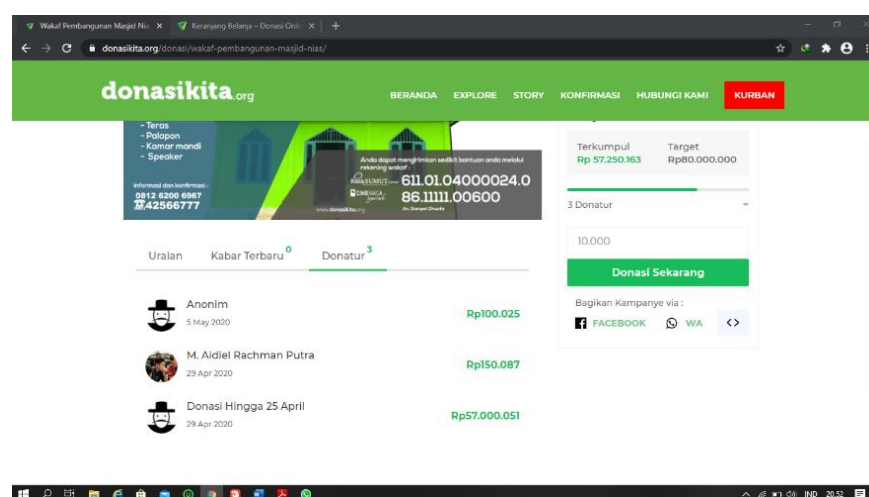 Wakaf Pembangunan Masjid Nia
Keranjang Belanja – Donasi Onli
donasikita.org/donasi/wakaf-pembangunan-masjid-nias/
donasikita.org
BERANDA EXPLORE STORY KONFIRMASI HUBUNGI KAMI KURBAN
- Teras
- Palapon
- Kamar mandi
- Speaker
Informasi dan konfirmasi:
0812 6200 6967
42566777
Anda dapat mengirimkan sedikit bantuan anda melalui
rekening wakaf :
611.01.04000024.0
86.11111.00600
Terkumpul Target
Rp 57.250.163 Rp80.000.000
3 Donatur
10.000
Donasi Sekarang
Bagikan Kampanye via :
FACEBOOK WA <>
Uraian Kabar Terbaru 0 Donatur 3
Anonim
5 May 2020
Rp100.025
M. Aidiel Rachman Putra
29 Apr 2020
Rp150.087
Donasi Hingga 25 April
29 Apr 2020
Rp57.000.051
IND 20.52